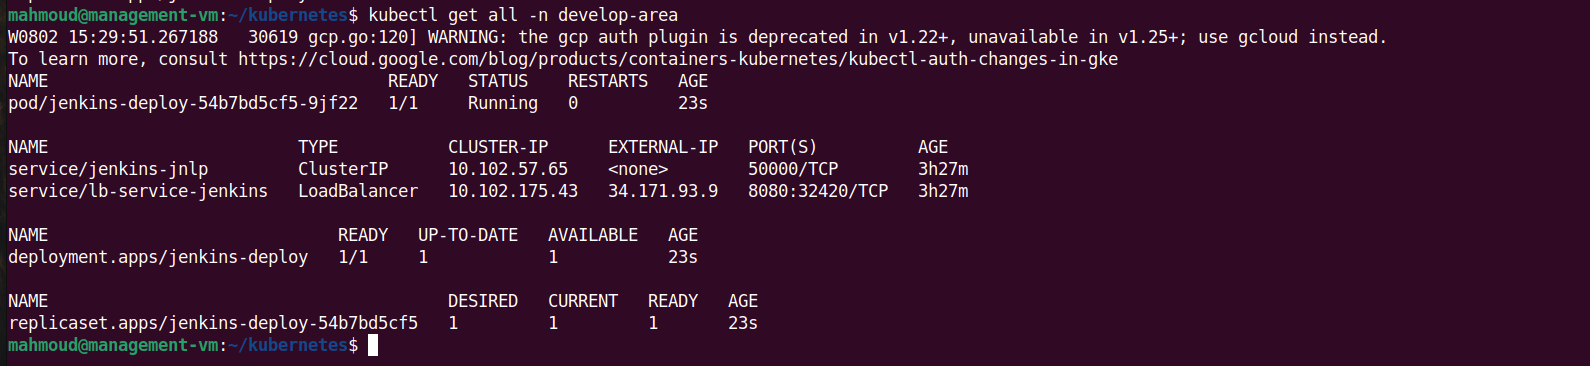 mahmoud@management-vm:~/kubernetes$ kubectl get all -n develop-area
W0802 15:29:51.267188   30619 gcp.go:120] WARNING: the gcp auth plugin is deprecated in v1.22+, unavailable in v1.25+; use gcloud instead.
To learn more, consult https://cloud.google.com/blog/products/containers-kubernetes/kubectl-auth-changes-in-gke
NAME                                  READY   STATUS    RESTARTS   AGE
pod/jenkins-deploy-54b7bd5cf5-9jf22   1/1     Running   0          23s
NAME                         TYPE           CLUSTER-IP      EXTERNAL-IP   PORT(S)          AGE
service/jenkins-jnlp         ClusterIP      10.102.57.65    <none>        50000/TCP        3h27m
service/lb-service-jenkins   LoadBalancer   10.102.175.43   34.171.93.9   8080:32420/TCP   3h27m
NAME                             READY   UP-TO-DATE   AVAILABLE   AGE
deployment.apps/jenkins-deploy   1/1     1            1           23s
NAME                                        DESIRED   CURRENT   READY   AGE
replicaset.apps/jenkins-deploy-54b7bd5cf5   1         1         1       23s
mahmoud@management-vm:~/kubernetes$